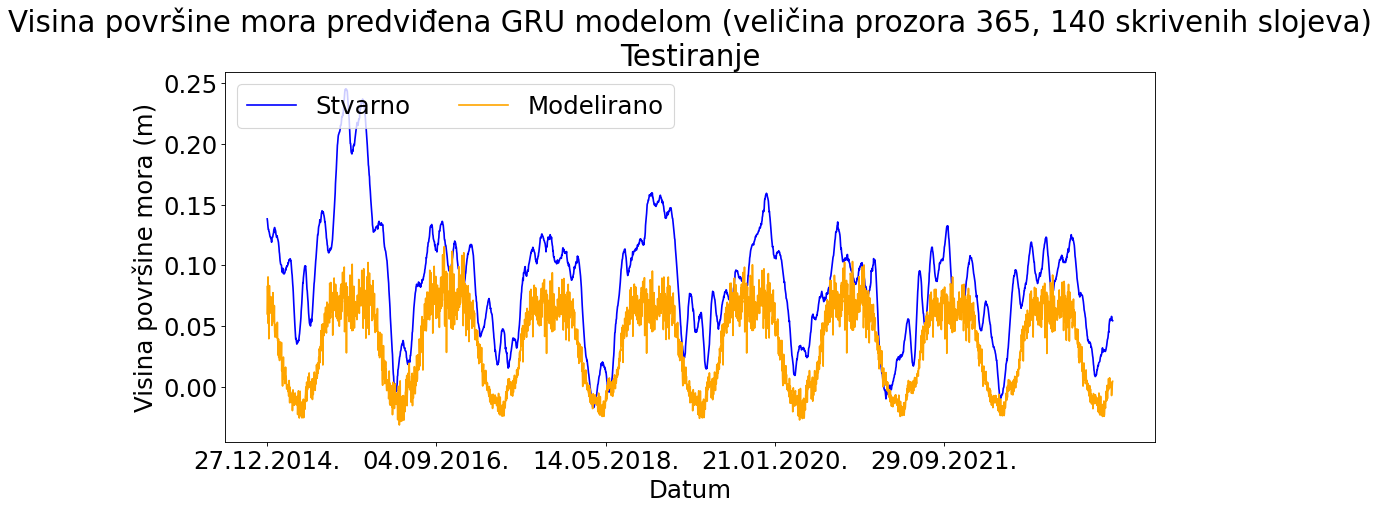 Visina površine mora predviđena GRU modelom (veličina prozora 365, 140 skrivenih slojeva)
Testiranje
Stvarno
Modelirano
Visina površine mora (m)
0.25
0.20
0.15
0.10
0.05
0.00
27.12.2014.
04.09.2016.
14.05.2018.
21.01.2020.
29.09.2021.
Datum